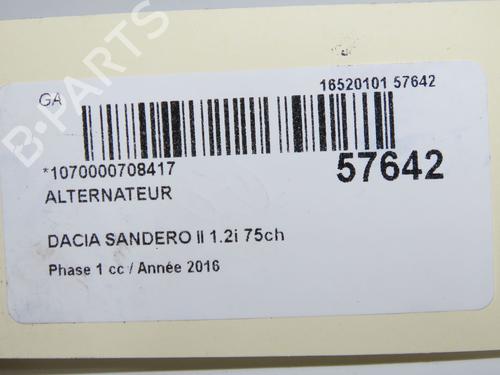 B-PARTS
GA
16520101 57642
*1070000708417
57642
ALTERNATEUR
DACIA SANDERO II 1.2i 75ch
Phase 1 cc / Année 2016